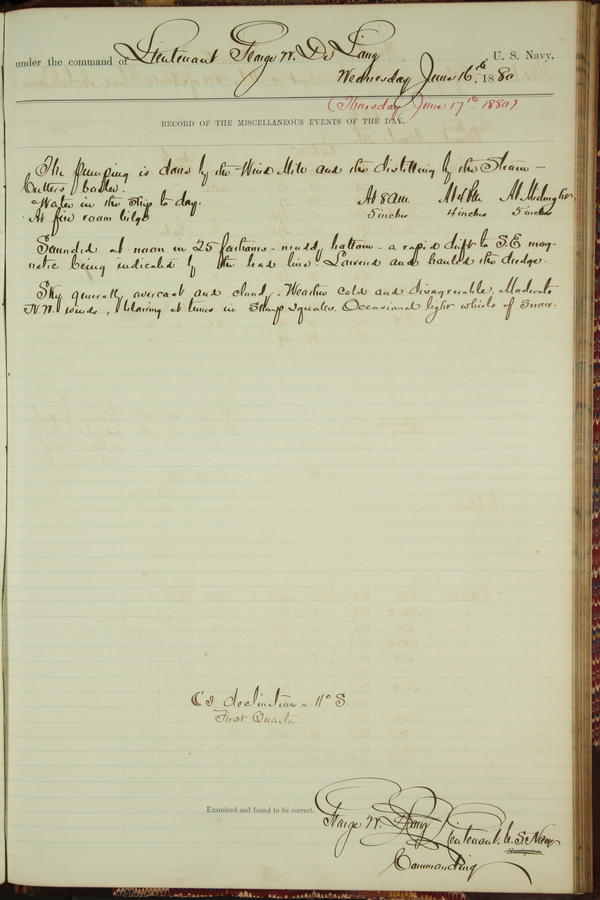 under the command of Lieutenant George W. De Long U. S. Navy,
Wednesday June 16th, 1880
(Thursday June 17th 1880)
RECORD OF THE MISCELLANEOUS EVENTS OF THE DAY.
The pumping is done by the Wind Mill and the distilling by the Steam-
Cutters boiler.
Water in the ship to day. At 8 AM. At 4 PM. At Midnight
At fire room bilge 5 inches 4 inches 5 inches
Sounded at noon in 25 fathoms - muddy bottom - a rapid drift to S.E mag-
netic being indicated by the lead line. Lowered and hauled the dredge.
Sky generally overcast and cloudy. Weather cold and disagreeable. Moderate
N.W. winds, blowing at times in sharp squalls. Occasional light whirls of snow.
declination 11° S.
First Quarter
Examined and found to be correct.
George W. De Long Lieutenant. U. S. Navy
Navigator.
Commanding